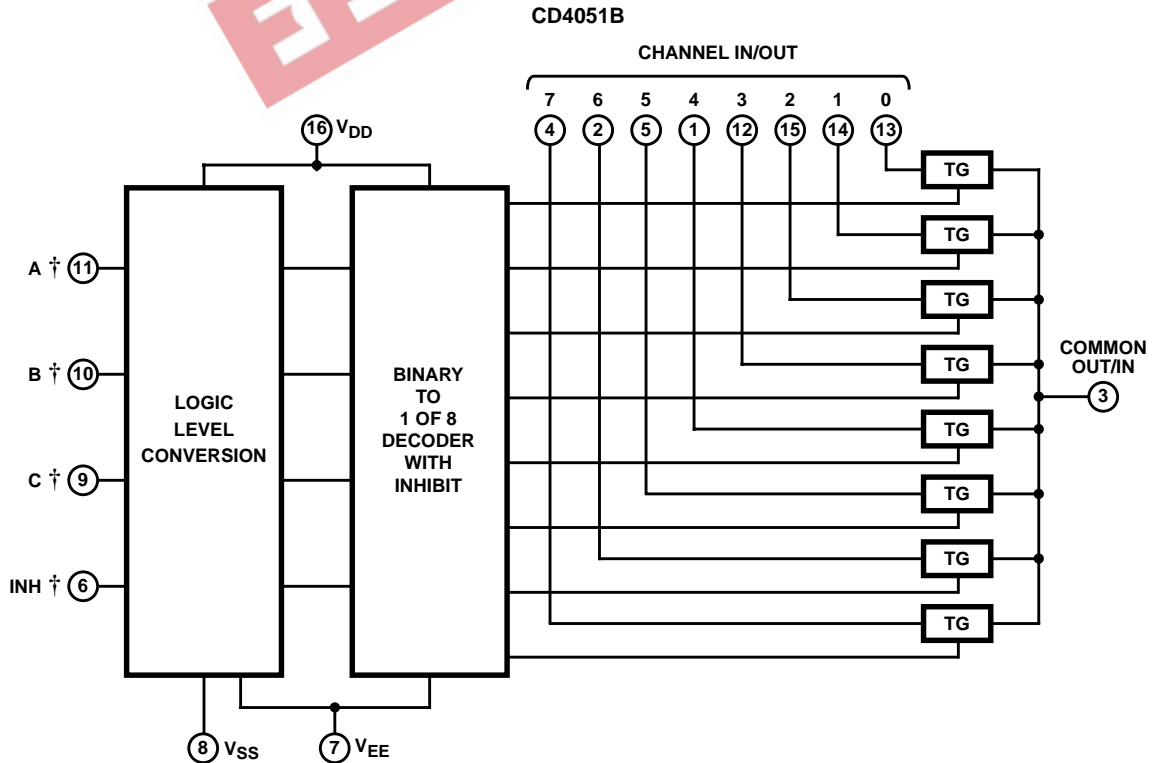 CD4051B
CHANNEL IN/OUT
7 6 5 4 3 2 1 0
4 2 5 1 12 15 14 13
16 VDD
TG
TG
TG
TG
TG
TG
TG
TG
A † 11
B † 10
C † 9
INH † 6
LOGIC
LEVEL
CONVERSION
BINARY
TO
1 OF 8
DECODER
WITH
INHIBIT
COMMON
OUT/IN
3
8 VSS
7 VEE